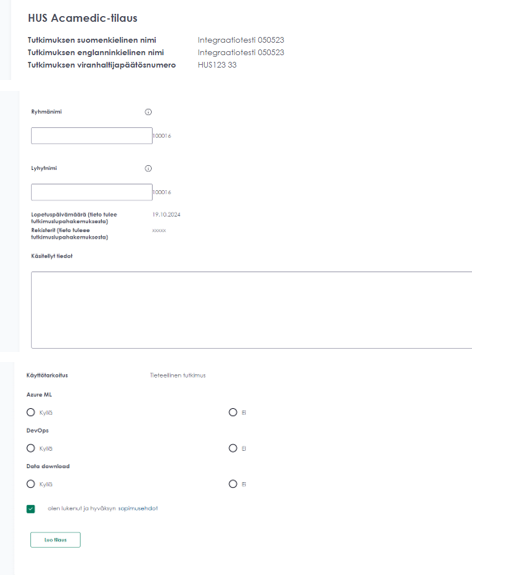 HUS Acamedic-tilaus
Tutkimuksen suomenkielinen nimi Integraatiotesti 050523
Tutkimuksen englanninkielinen nimi Integraatiotesti 050523
Tutkimuksen viranhaltijapäätösnumero HUS123 33
Ryhmänimi
100016
Lyhytnimi
100016
Lopetuspäivämäärä (tieto tulee 19.10.2024
tutkimuslupahakemuksesta)
Rekisterit (tieto tuleee
tutkimuslupahakemuksesta)
Käsitellyt tiedot
Käyttötarkoitus Tieteellinen tutkimus
Azure ML
Kyllä Ei
DevOps
Kyllä Ei
Data download
Kyllä Ei
olen lukenut ja hyväksyn sopimusehdot
Luo tilaus